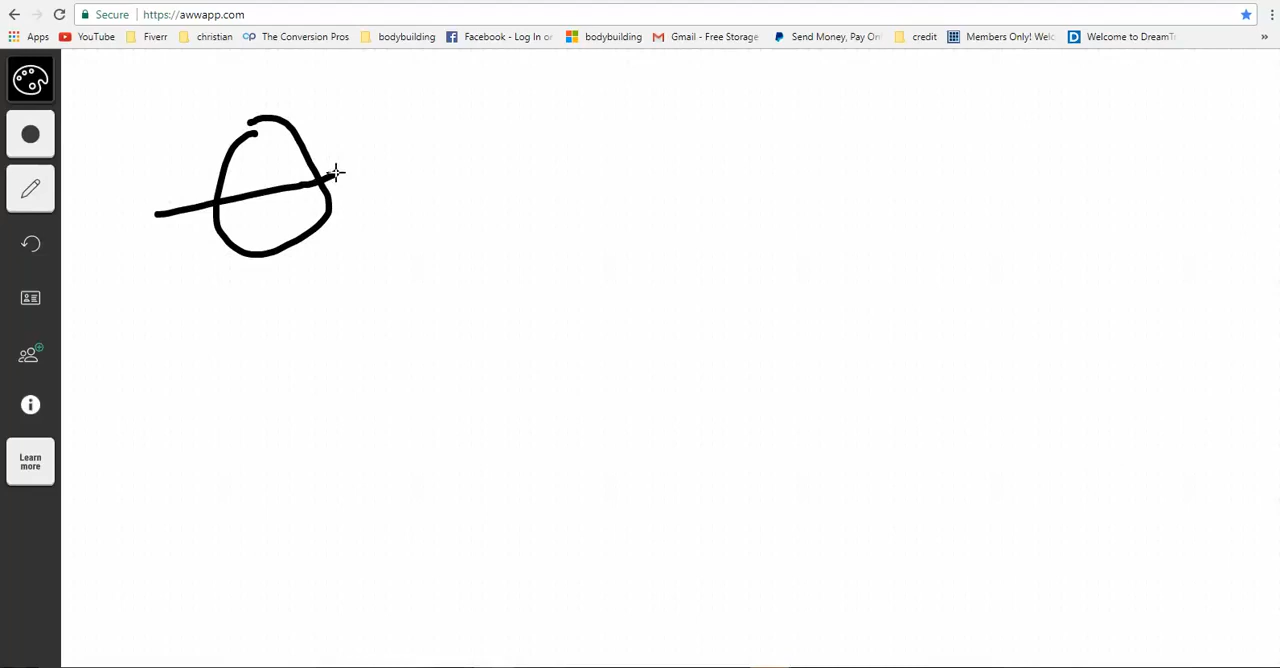 Secure https://awwapp.com
Apps YouTube Fiverr christian The Conversion Pros bodybuilding Facebook - Log In or bodybuilding Gmail - Free Storage Send Money, Pay On credit Members Only! Welc Welcome to DreamTr
Learn
more